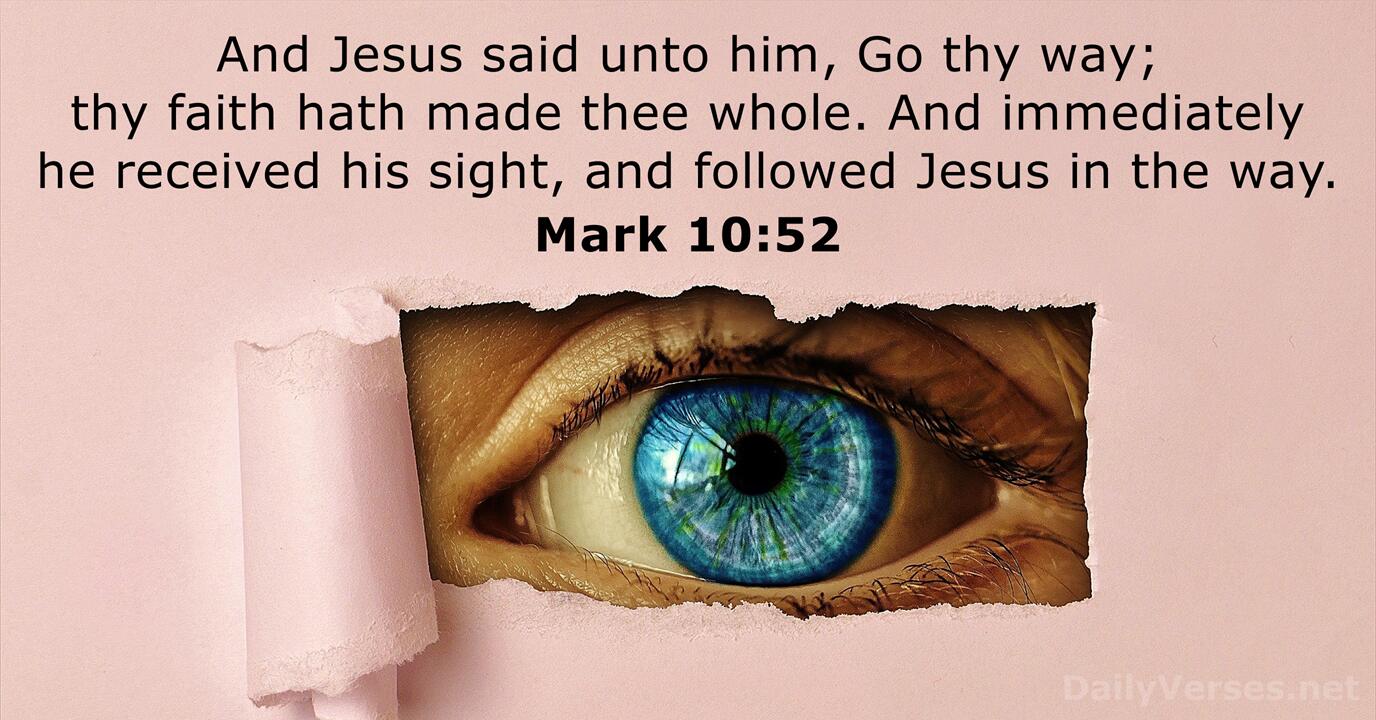 And Jesus said unto him, Go thy way;
thy faith hath made thee whole. And immediately
he received his sight, and followed Jesus in the way.
Mark 10:52
DailyVerses.net